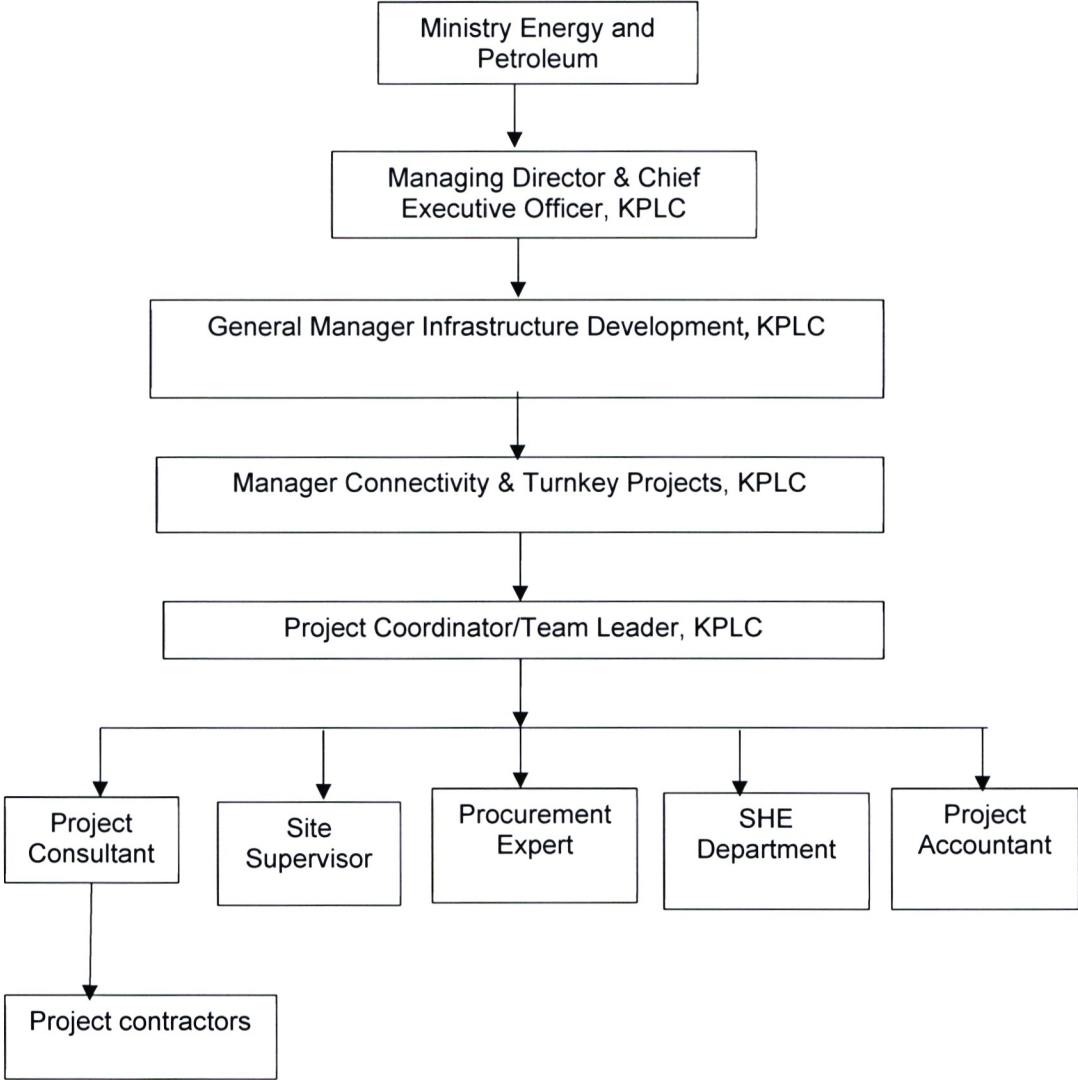 Ministry Energy and
Petroleum
Managing Director & Chief
Executive Officer, KPLC
General Manager Infrastructure Development, KPLC
Manager Connectivity & Turnkey Projects, KPLC
Project Coordinator/Team Leader, KPLC
Project
Consultant
Site
Supervisor
Procurement
Expert
SHE
Department
Project
Accountant
Project contractors